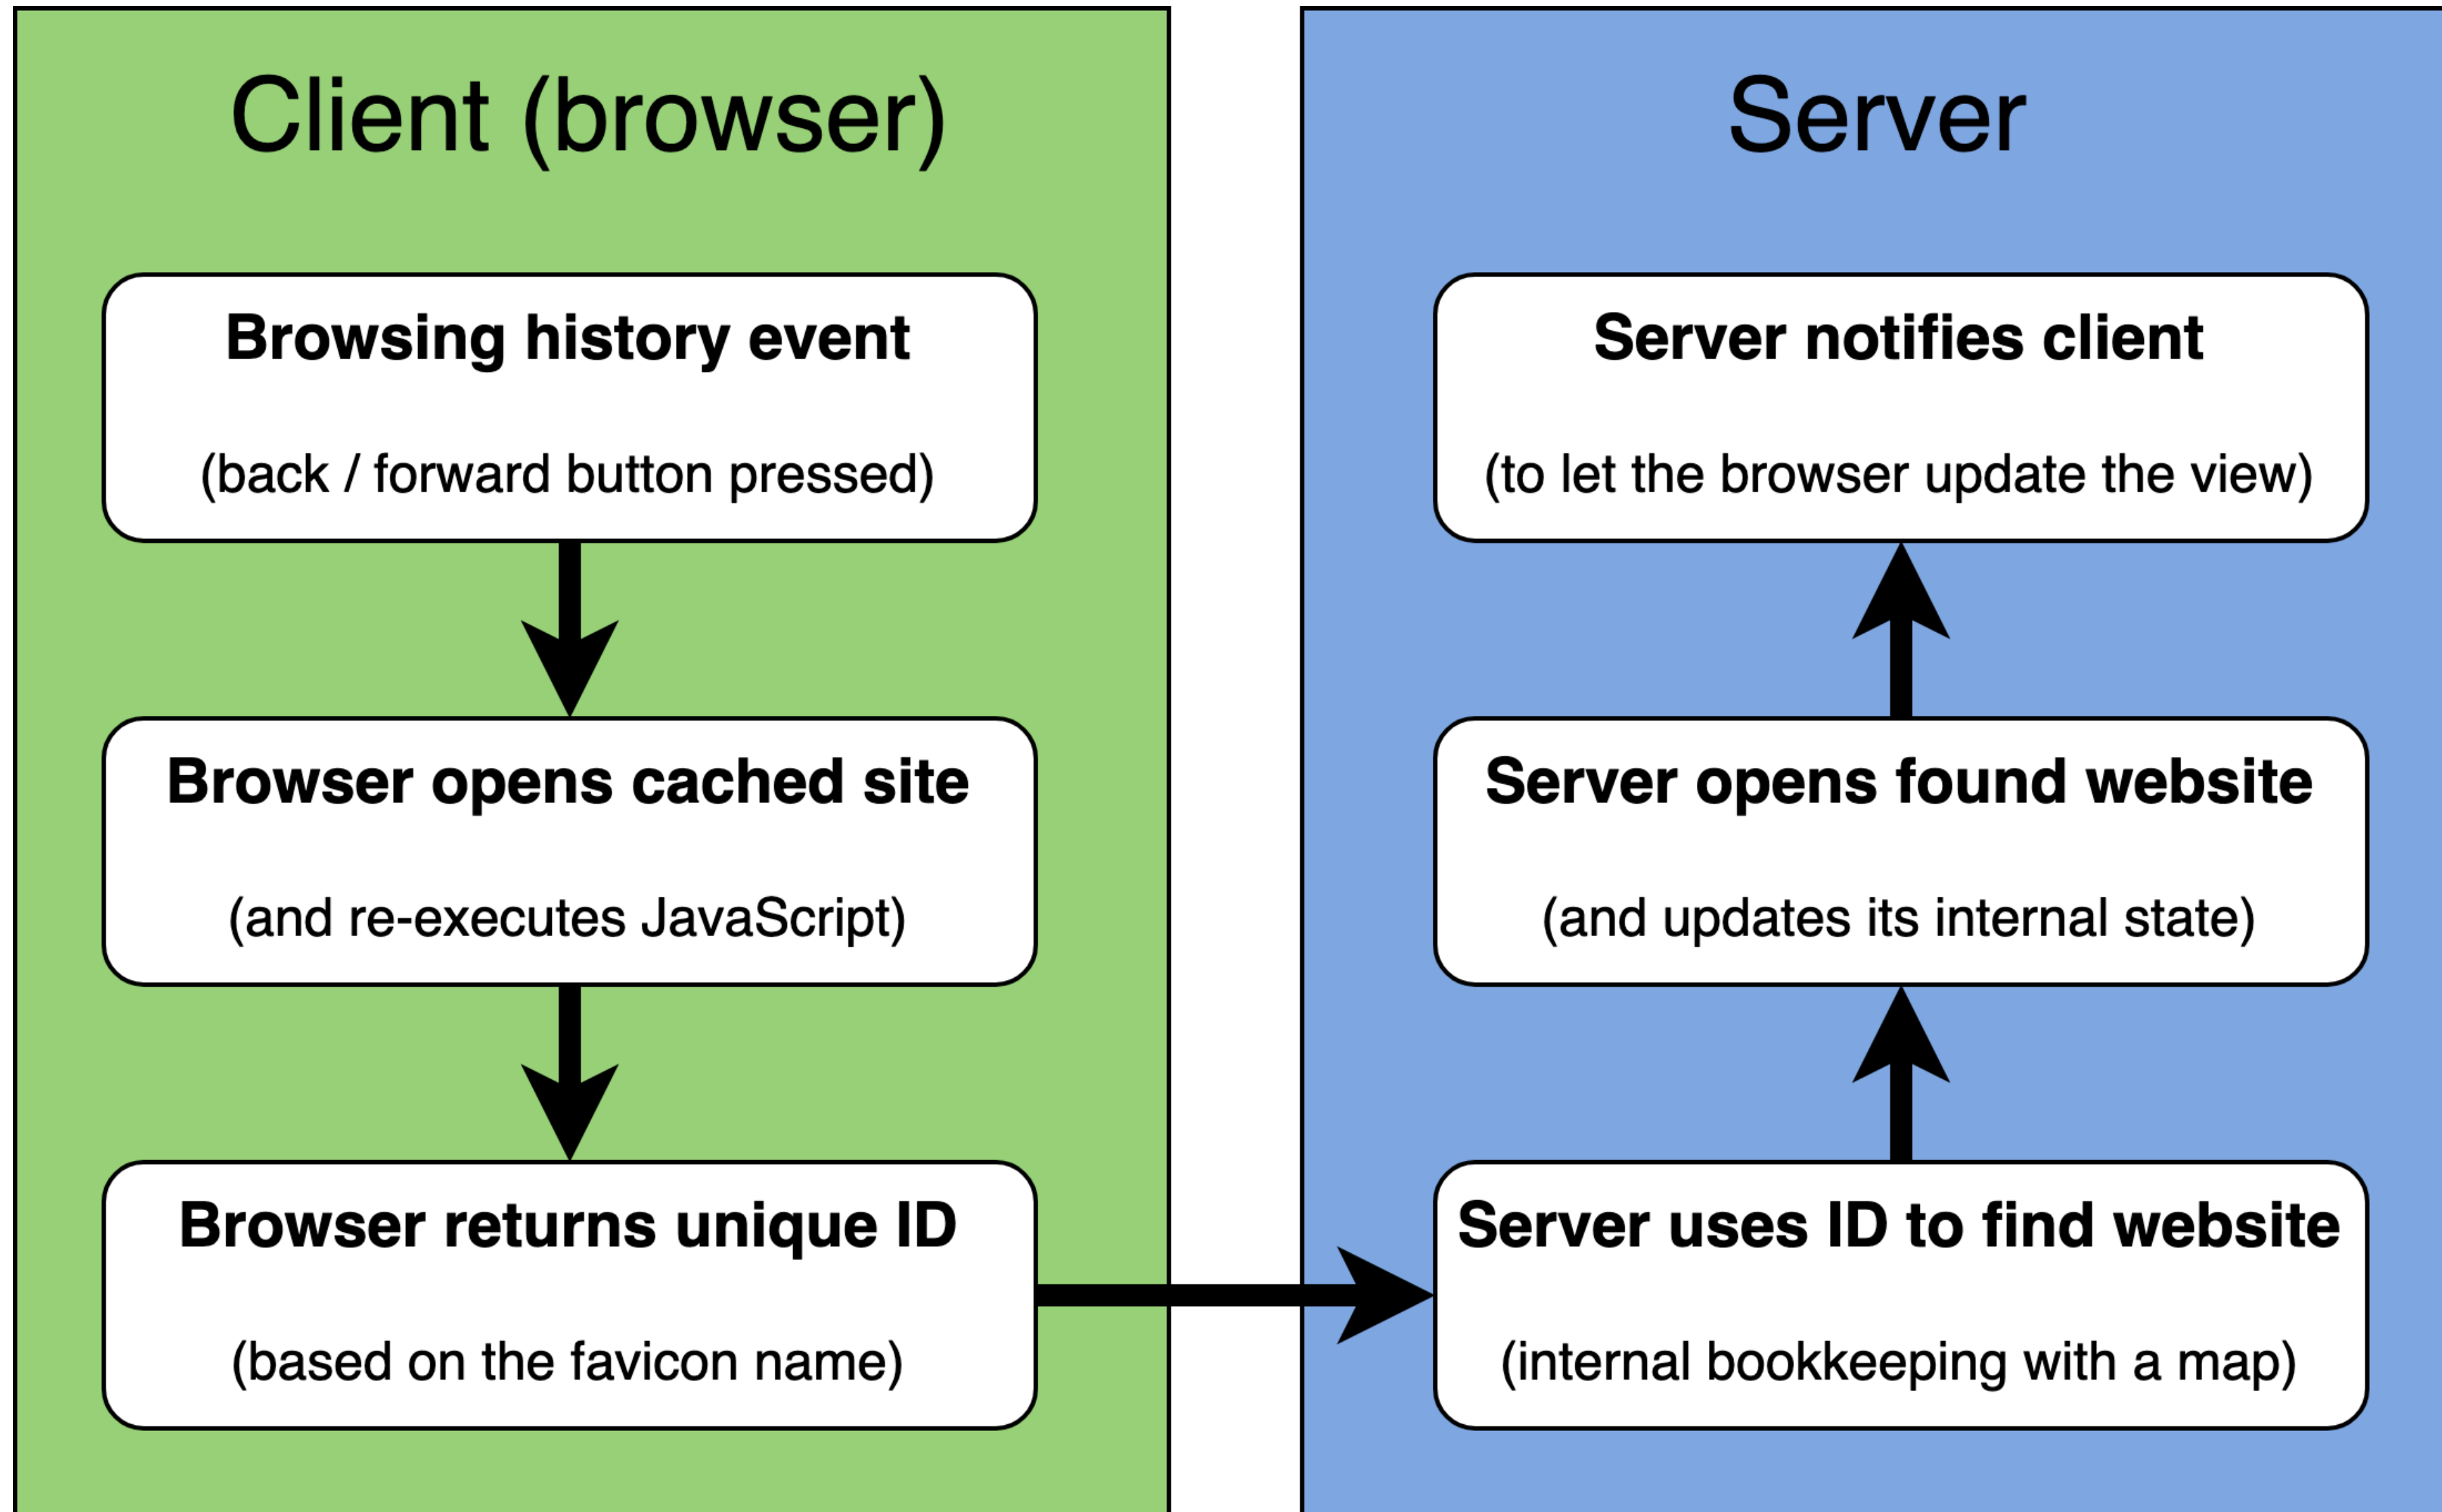 Client (browser)
Browsing history event
(back / forward button pressed)
Browser opens cached site
(and re-executes JavaScript)
Browser returns unique ID
(based on the favicon name)
Server
Server notifies client
(to let the browser update the view)
Server opens found website
(and updates its internal state)
Server uses ID to find website
(internal bookkeeping with a map)